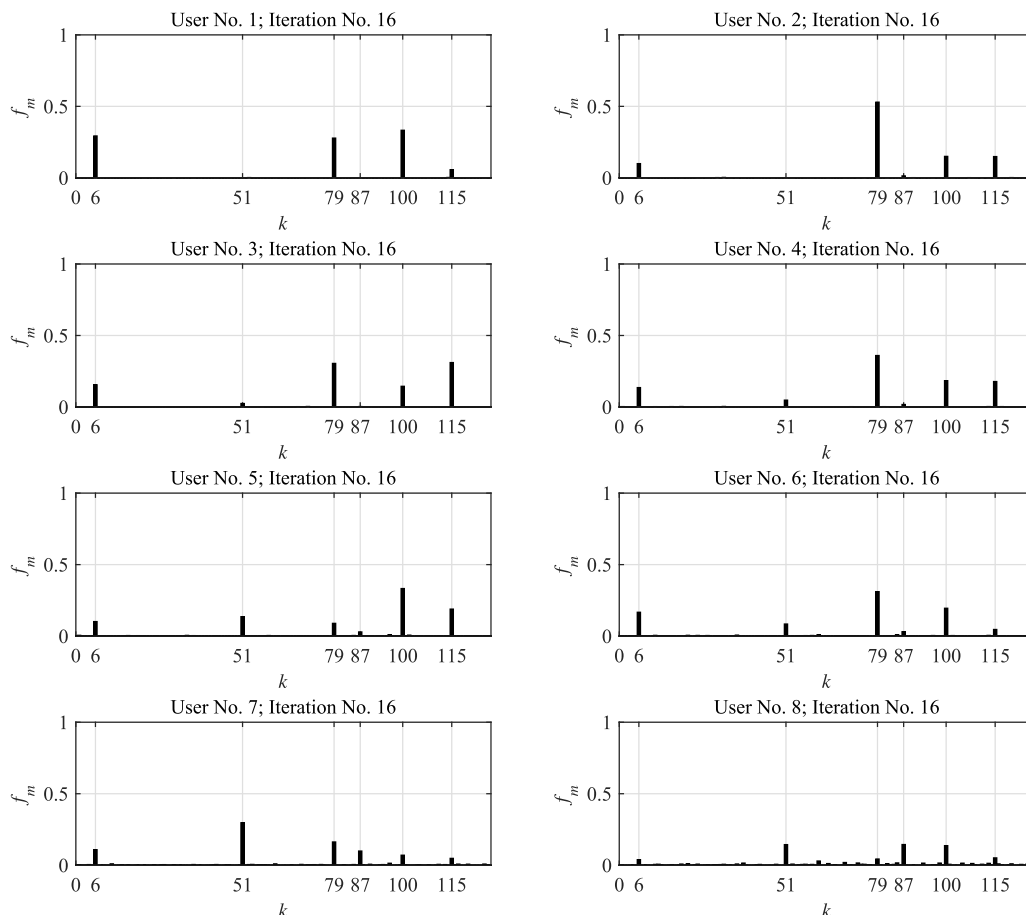 User No. 1; Iteration No. 16
1
0.5
0
f_m
0 6 51 79 87 100 115
k
User No. 2; Iteration No. 16
1
0.5
0
f_m
0 6 51 79 87 100 115
k
User No. 3; Iteration No. 16
1
0.5
0
f_m
0 6 51 79 87 100 115
k
User No. 4; Iteration No. 16
1
0.5
0
f_m
0 6 51 79 87 100 115
k
User No. 5; Iteration No. 16
1
0.5
0
f_m
0 6 51 79 87 100 115
k
User No. 6; Iteration No. 16
1
0.5
0
f_m
0 6 51 79 87 100 115
k
User No. 7; Iteration No. 16
1
0.5
0
f_m
0 6 51 79 87 100 115
k
User No. 8; Iteration No. 16
1
0.5
0
f_m
0 6 51 79 87 100 115
k